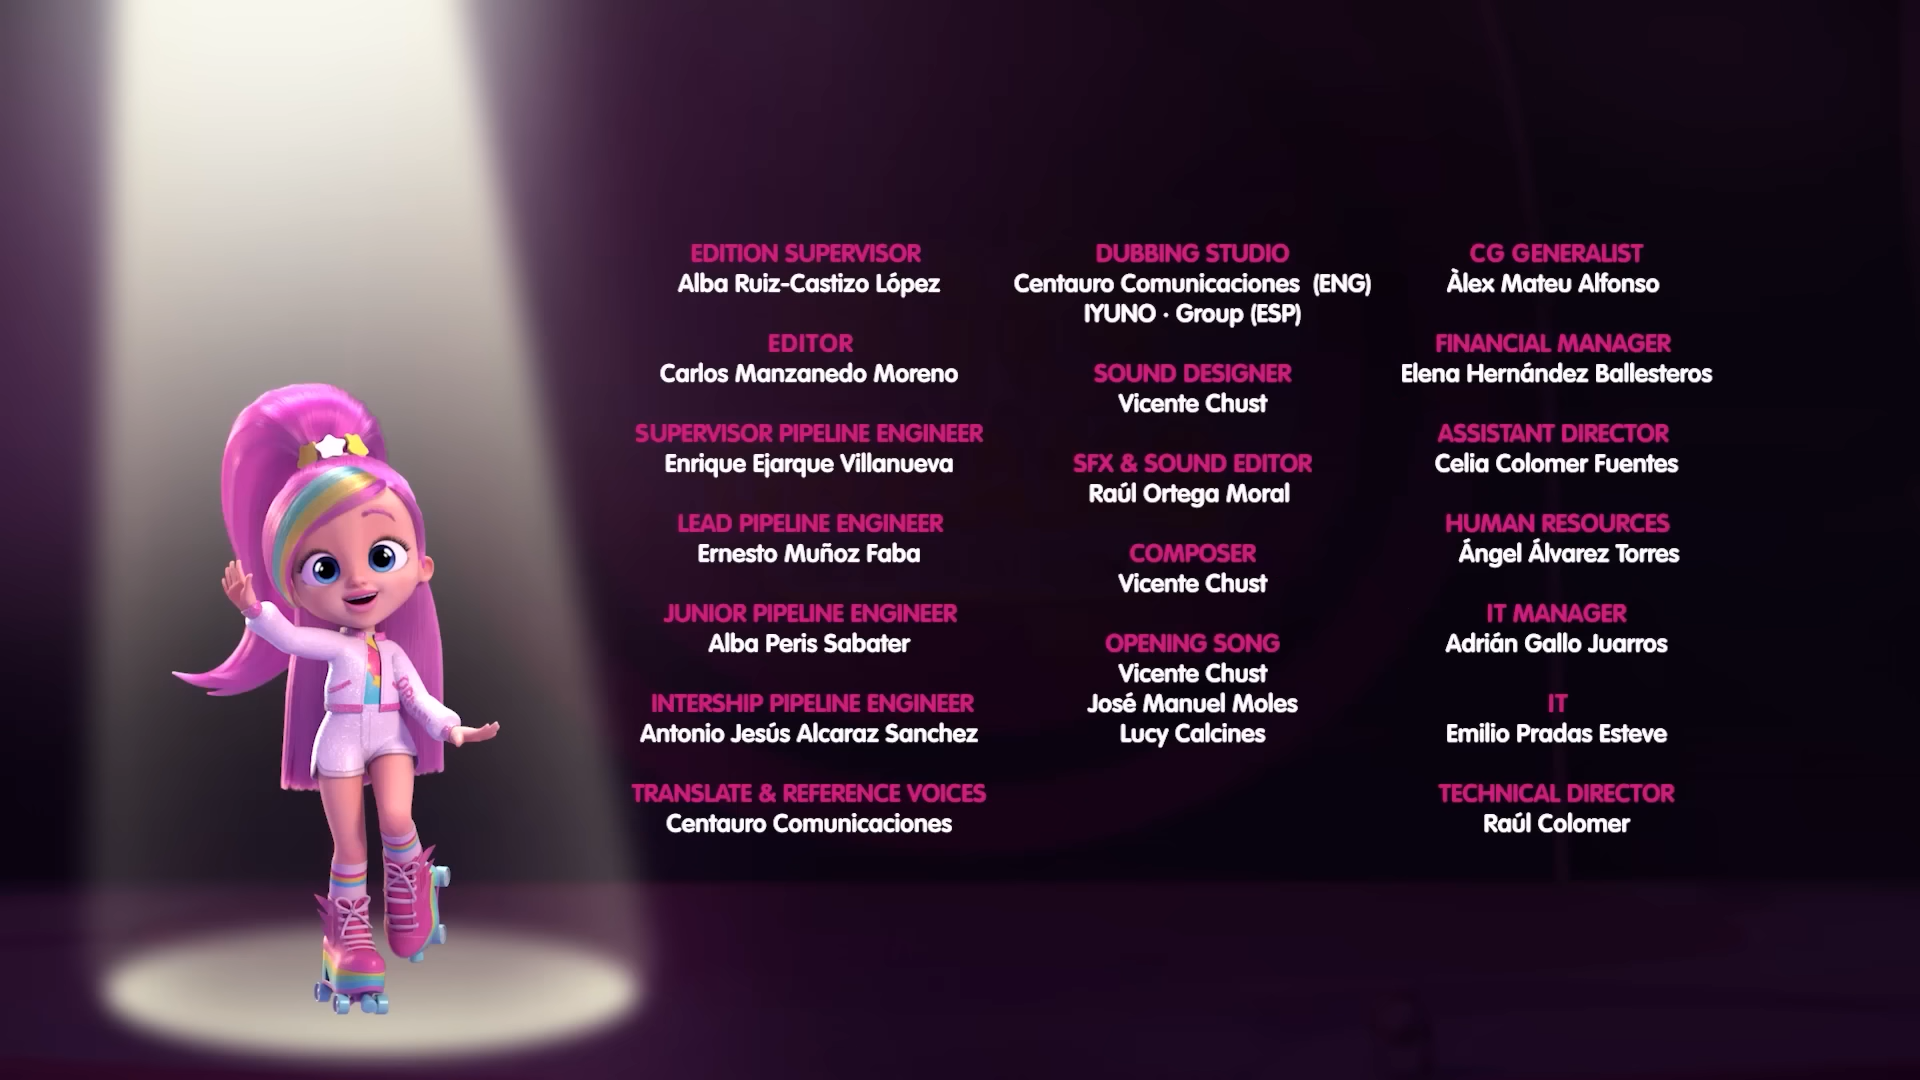 EDITION SUPERVISOR
Alba Ruiz-Castizo López
EDITOR
Carlos Manzanedo Moreno
SUPERVISOR PIPELINE ENGINEER
Enrique Ejarque Villanueva
LEAD PIPELINE ENGINEER
Ernesto Muñoz Faba
JUNIOR PIPELINE ENGINEER
Alba Peris Sabater
INTERSHIP PIPELINE ENGINEER
Antonio Jesús Alcaraz Sanchez
TRANSLATE & REFERENCE VOICES
Centauro Comunicaciones
DUBBING STUDIO
Centauro Comunicaciones (ENG)
IYUNO · Group (ESP)
SOUND DESIGNER
Vicente Chust
SFX & SOUND EDITOR
Raúl Ortega Moral
COMPOSER
Vicente Chust
OPENING SONG
Vicente Chust
José Manuel Moles
Lucy Calcines
CG GENERALIST
Àlex Mateu Alfonso
FINANCIAL MANAGER
Elena Hernández Ballesteros
ASSISTANT DIRECTOR
Celia Colomer Fuentes
HUMAN RESOURCES
Ángel Álvarez Torres
IT MANAGER
Adrián Gallo Juarros
IT
Emilio Pradas Esteve
TECHNICAL DIRECTOR
Raúl Colomer